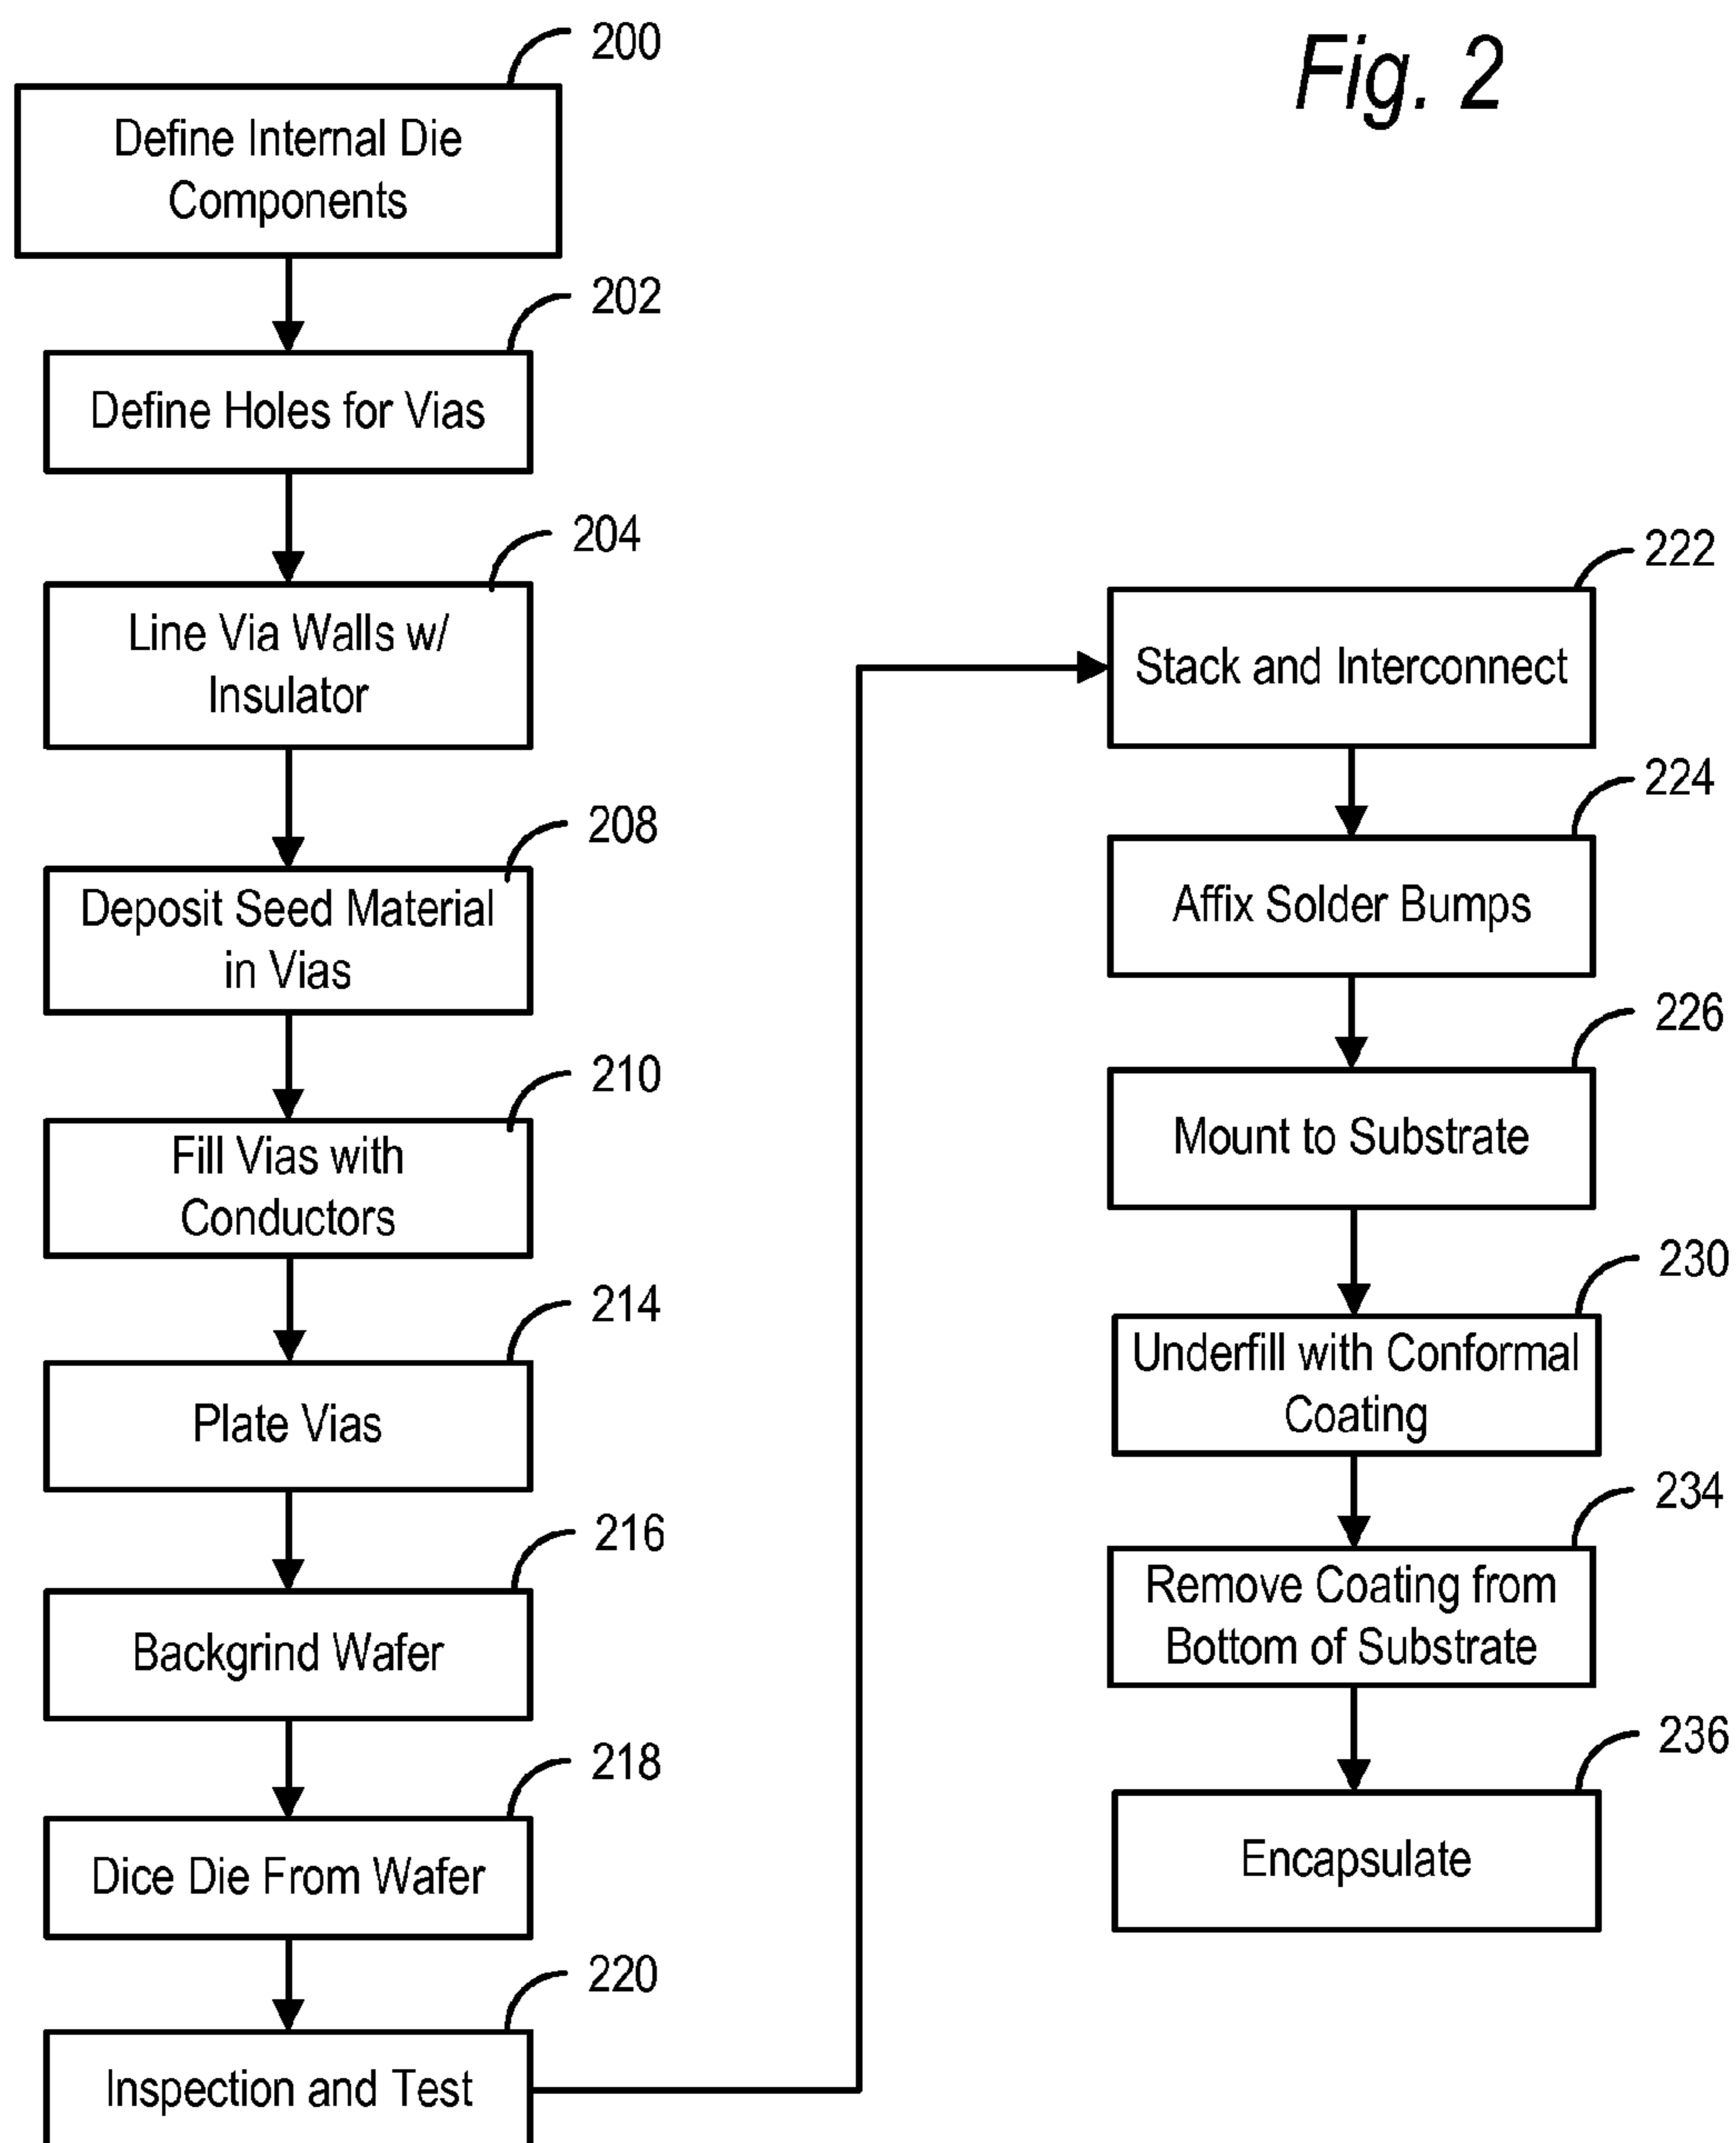 Fig. 2
200
Define Internal Die
Components
202
Define Holes for Vias
204
Line Via Walls w/
Insulator
208
Deposit Seed Material
in Vias
210
Fill Vias with
Conductors
214
Plate Vias
216
Backgrind Wafer
218
Dice Die From Wafer
220
Inspection and Test
222
Stack and Interconnect
224
Affix Solder Bumps
226
Mount to Substrate
230
Underfill with Conformal
Coating
234
Remove Coating from
Bottom of Substrate
236
Encapsulate